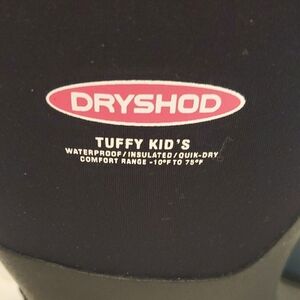 DRYSHOD
TUFFY KID'S
WATERPROOF/INSULATED/QUIK-DRY
COMFORT RANGE -10°F TO 75°F